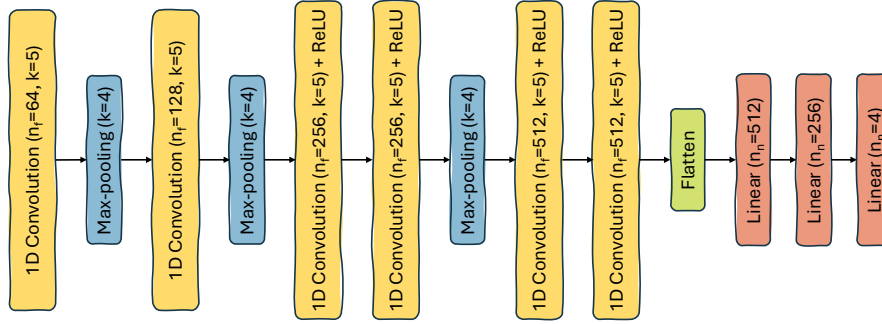 1D Convolution (nf=64, k=5)
Max-pooling (k=4)
1D Convolution (nf=128, k=5)
Max-pooling (k=4)
1D Convolution (nf=256, k=5) + ReLU
1D Convolution (nf=256, k=5) + ReLU
Max-pooling (k=4)
1D Convolution (nf=512, k=5) + ReLU
1D Convolution (nf=512, k=5) + ReLU
Flatten
Linear (nn=512)
Linear (nn=256)
Linear (nn=4)